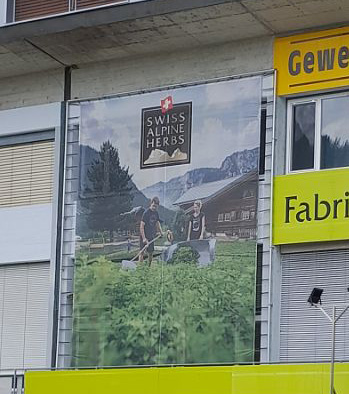 Gewe
SWISS
ALPINE
HERBS
Fabri